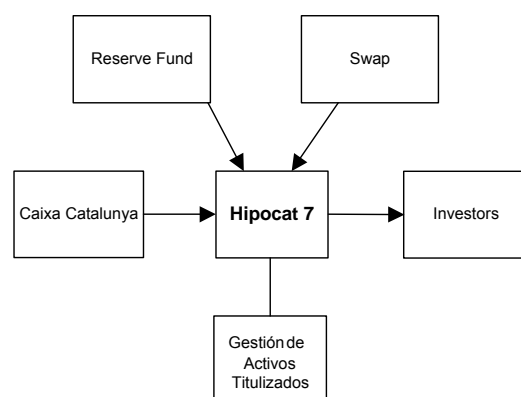 Reserve Fund
Swap
Caixa Catalunya
Hipocat 7
Investors
Gestión de
Activos
Titulizados